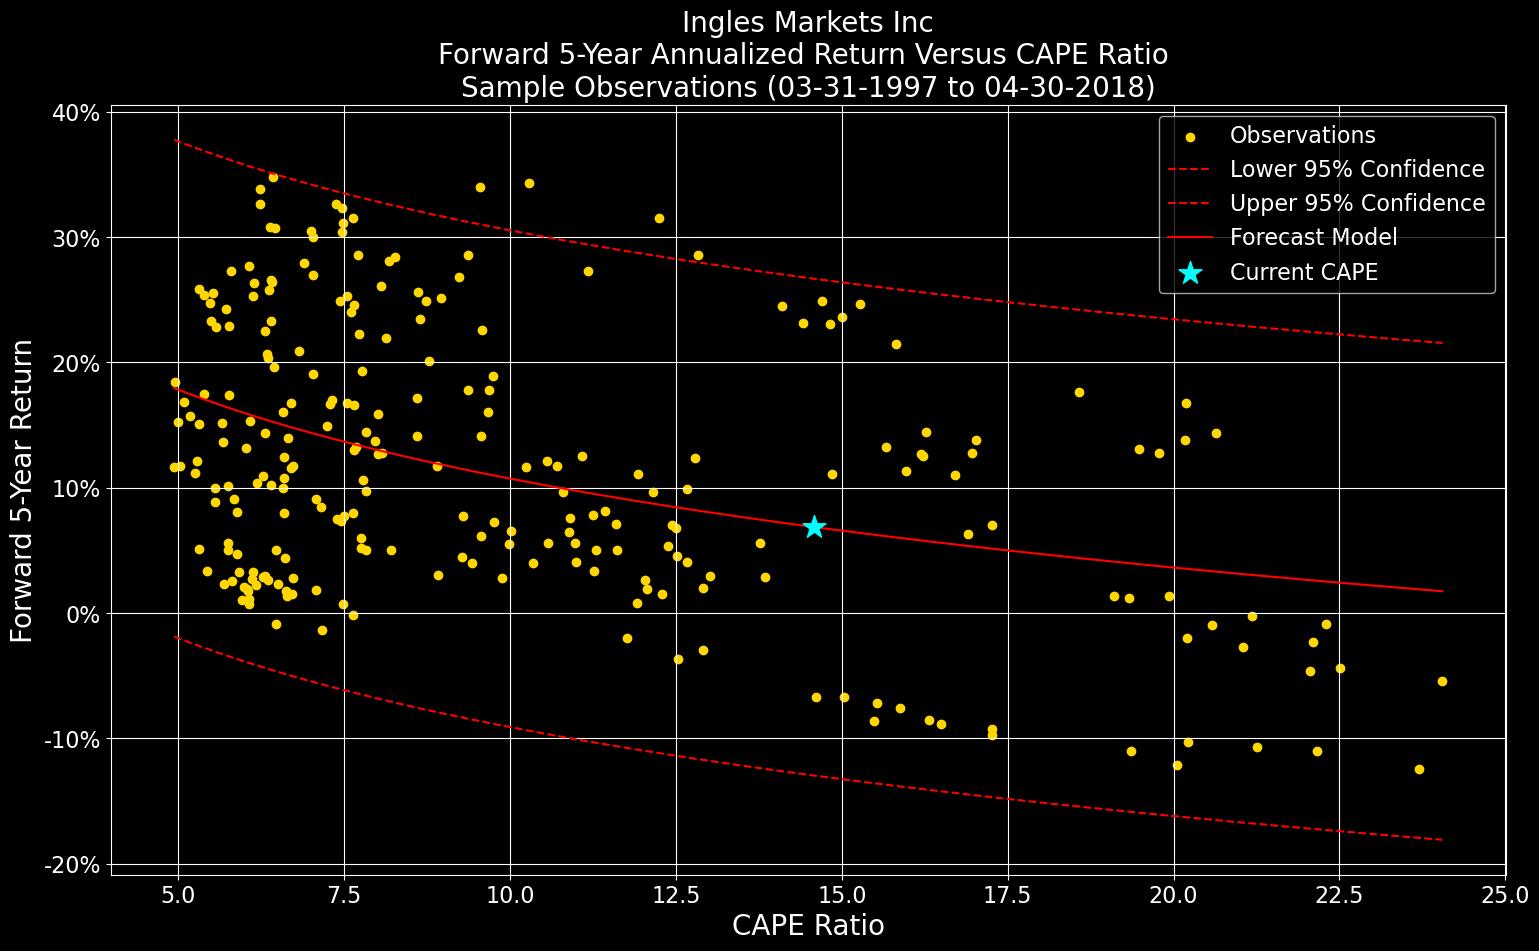 Ingles Markets Inc
Forward 5-Year Annualized Return Versus CAPE Ratio
Sample Observations (03-31-1997 to 04-30-2018)
Observations
Lower 95% Confidence
Upper 95% Confidence
Forecast Model
Current CAPE
Forward 5-Year Return
40%
30%
20%
10%
0%
-10%
-20%
5.0 7.5 10.0 12.5 15.0 17.5 20.0 22.5 25.0
CAPE Ratio